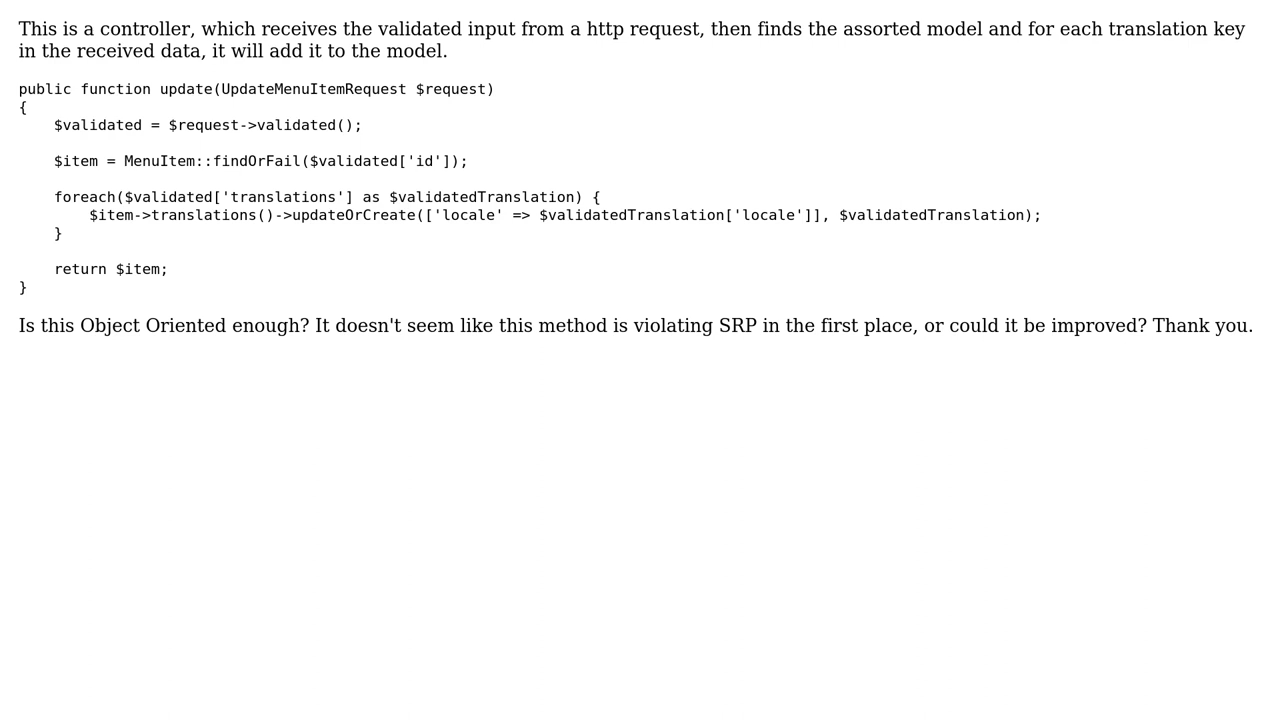 This is a controller, which receives the validated input from a http request, then finds the assorted model and for each translation key
in the received data, it will add it to the model.
public function update(UpdateMenuItemRequest $request)
{
    $validated = $request->validated();
    $item = MenuItem::findOrFail($validated['id']);
    foreach($validated['translations'] as $validatedTranslation) {
        $item->translations()->updateOrCreate(['locale' => $validatedTranslation['locale']], $validatedTranslation);
    }
    return $item;
}
Is this Object Oriented enough? It doesn't seem like this method is violating SRP in the first place, or could it be improved? Thank you.